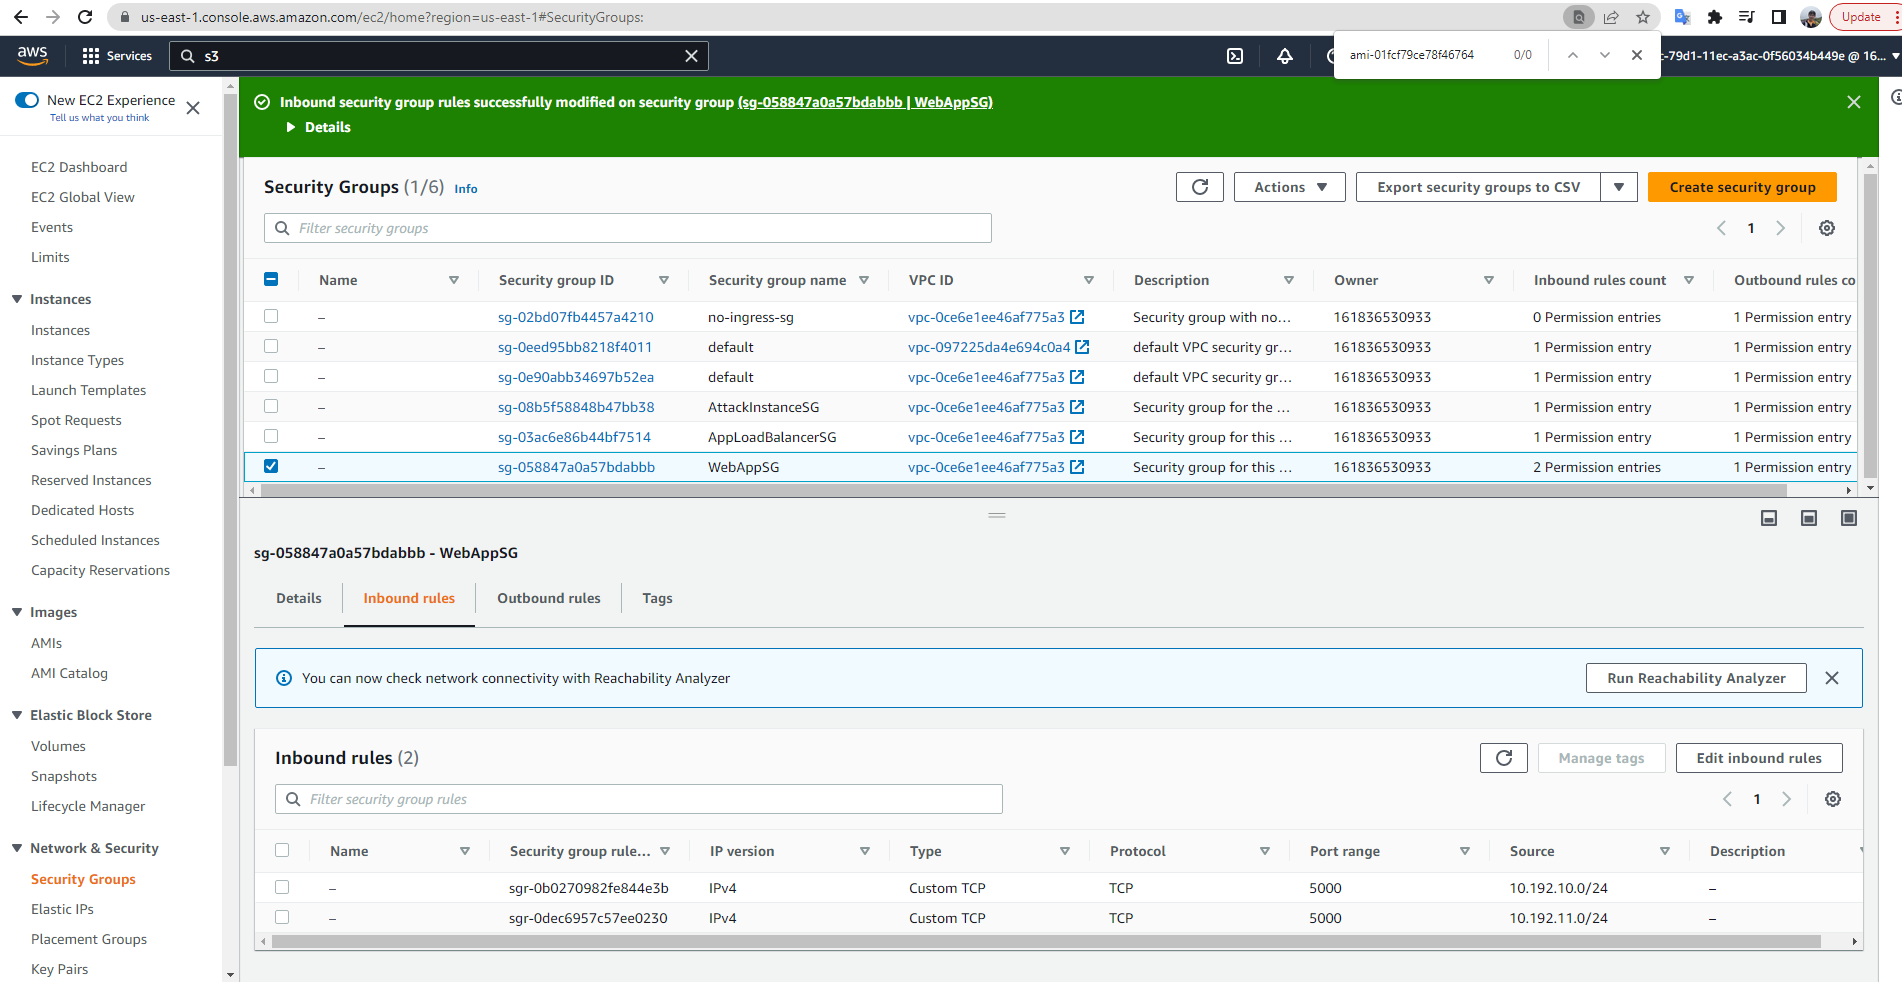 us-east-1.console.aws.amazon.com/ec2/home?region=us-east-1#SecurityGroups:
Update
aws
Services
s3
ami-01fcf79ce78f46764 0/0
-79d1-11ec-a3ac-0f56034b449e @ 16...
New EC2 Experience
Tell us what you think
EC2 Dashboard
EC2 Global View
Events
Limits
Instances
Instances
Instance Types
Launch Templates
Spot Requests
Savings Plans
Reserved Instances
Dedicated Hosts
Scheduled Instances
Capacity Reservations
Images
AMIs
AMI Catalog
Elastic Block Store
Volumes
Snapshots
Lifecycle Manager
Network & Security
Security Groups
Elastic IPs
Placement Groups
Key Pairs
Inbound security group rules successfully modified on security group (sg-058847a0a57bdabbb | WebAppSG)
Details
Security Groups (1/6) Info
Actions
Export security groups to CSV
Create security group
Filter security groups
1
Name Security group ID Security group name VPC ID Description Owner Inbound rules count Outbound rules co
– sg-02bd07fb4457a4210 no-ingress-sg vpc-0ce6e1ee46af775a3 Security group with no... 161836530933 0 Permission entries 1 Permission entry
– sg-0eed95bb8218f4011 default vpc-097225da4e694c0a4 default VPC security gr... 161836530933 1 Permission entry 1 Permission entry
– sg-0e90abb34697b52ea default vpc-0ce6e1ee46af775a3 default VPC security gr... 161836530933 1 Permission entry 1 Permission entry
– sg-08b5f58848b47bb38 AttackInstanceSG vpc-0ce6e1ee46af775a3 Security group for the ... 161836530933 1 Permission entry 1 Permission entry
– sg-03ac6e86b44bf7514 AppLoadBalancerSG vpc-0ce6e1ee46af775a3 Security group for this ... 161836530933 1 Permission entry 1 Permission entry
– sg-058847a0a57bdabbb WebAppSG vpc-0ce6e1ee46af775a3 Security group for this ... 161836530933 2 Permission entries 1 Permission entry
sg-058847a0a57bdabbb - WebAppSG
Details Inbound rules Outbound rules Tags
You can now check network connectivity with Reachability Analyzer
Run Reachability Analyzer
Inbound rules (2)
Manage tags
Edit inbound rules
Filter security group rules
1
Name Security group rule... IP version Type Protocol Port range Source Description
– sgr-0b0270982fe844e3b IPv4 Custom TCP TCP 5000 10.192.10.0/24 –
– sgr-0dec6957c57ee0230 IPv4 Custom TCP TCP 5000 10.192.11.0/24 –